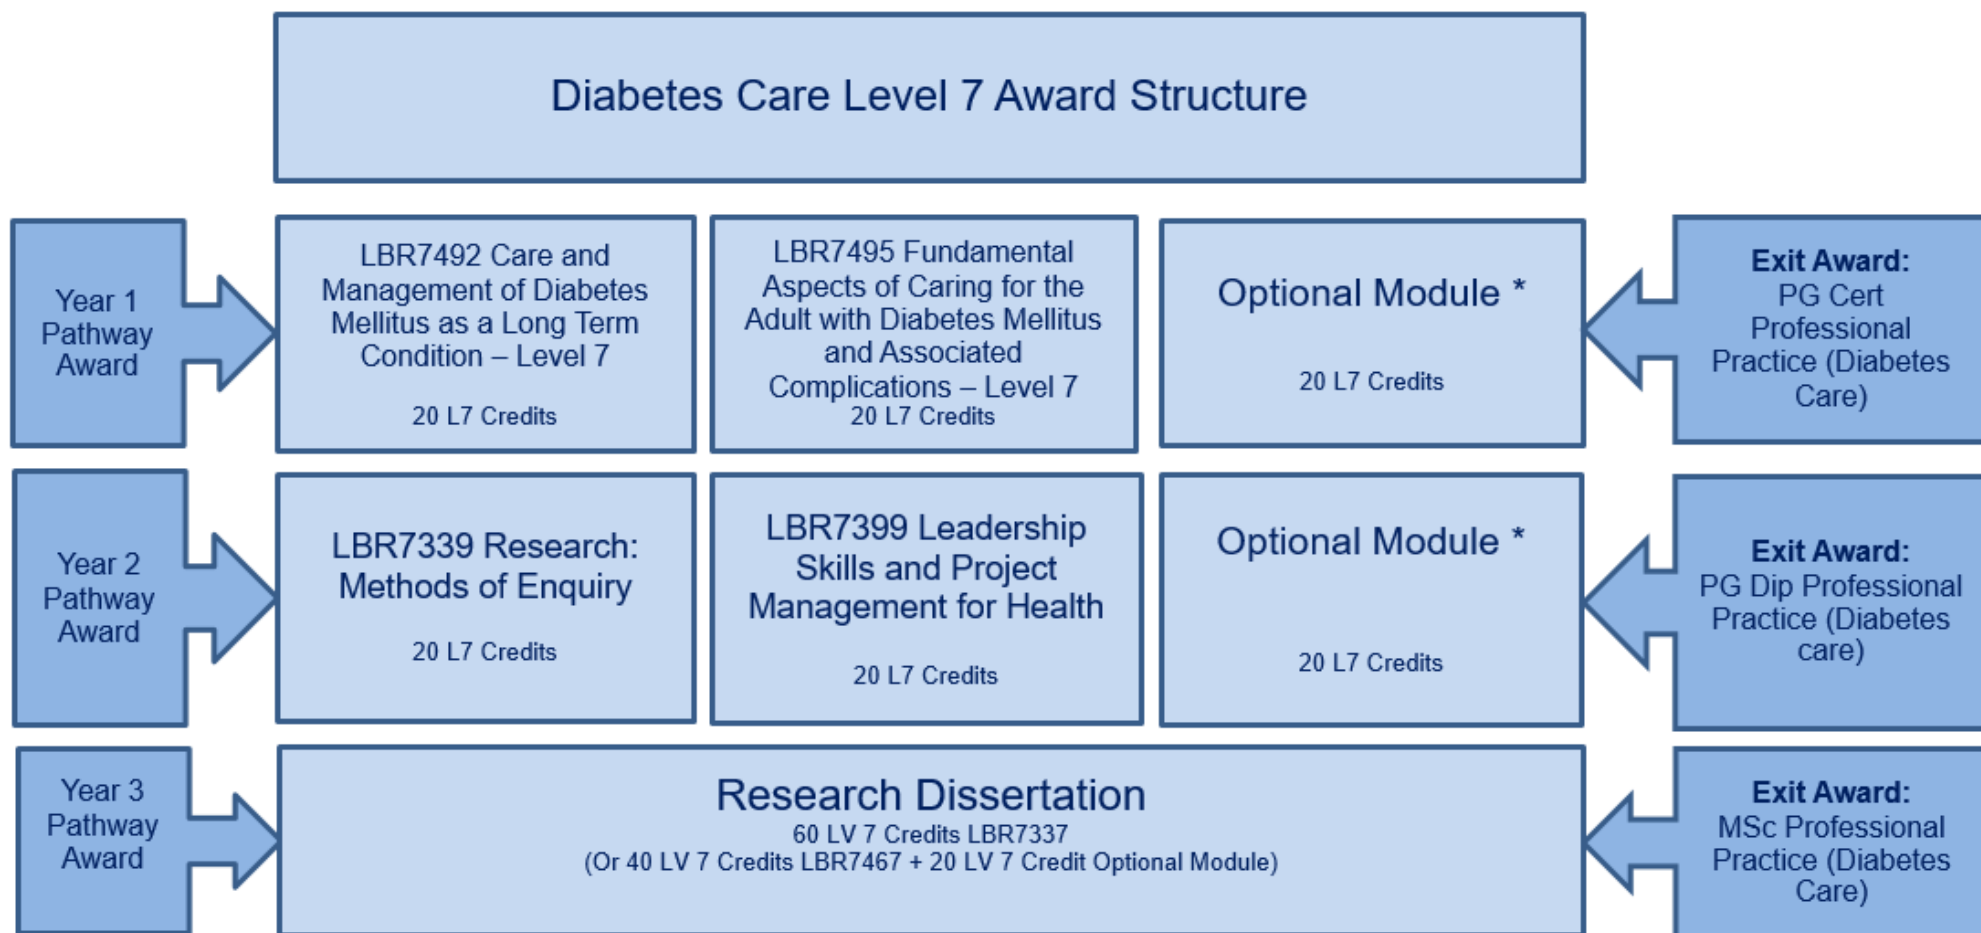 Diabetes Care Level 7 Award Structure
Year 1
Pathway
Award
LBR7492 Care and
Management of Diabetes
Mellitus as a Long Term
Condition – Level 7
20 L7 Credits
LBR7495 Fundamental
Aspects of Caring for the
Adult with Diabetes Mellitus
and Associated
Complications – Level 7
20 L7 Credits
Optional Module *
20 L7 Credits
Exit Award:
PG Cert
Professional
Practice (Diabetes
Care)
Year 2
Pathway
Award
LBR7339 Research:
Methods of Enquiry
20 L7 Credits
LBR7399 Leadership
Skills and Project
Management for Health
20 L7 Credits
Optional Module *
20 L7 Credits
Exit Award:
PG Dip Professional
Practice (Diabetes
care)
Year 3
Pathway
Award
Research Dissertation
60 LV 7 Credits LBR7337
(Or 40 LV 7 Credits LBR7467 + 20 LV 7 Credit Optional Module)
Exit Award:
MSc Professional
Practice (Diabetes
Care)